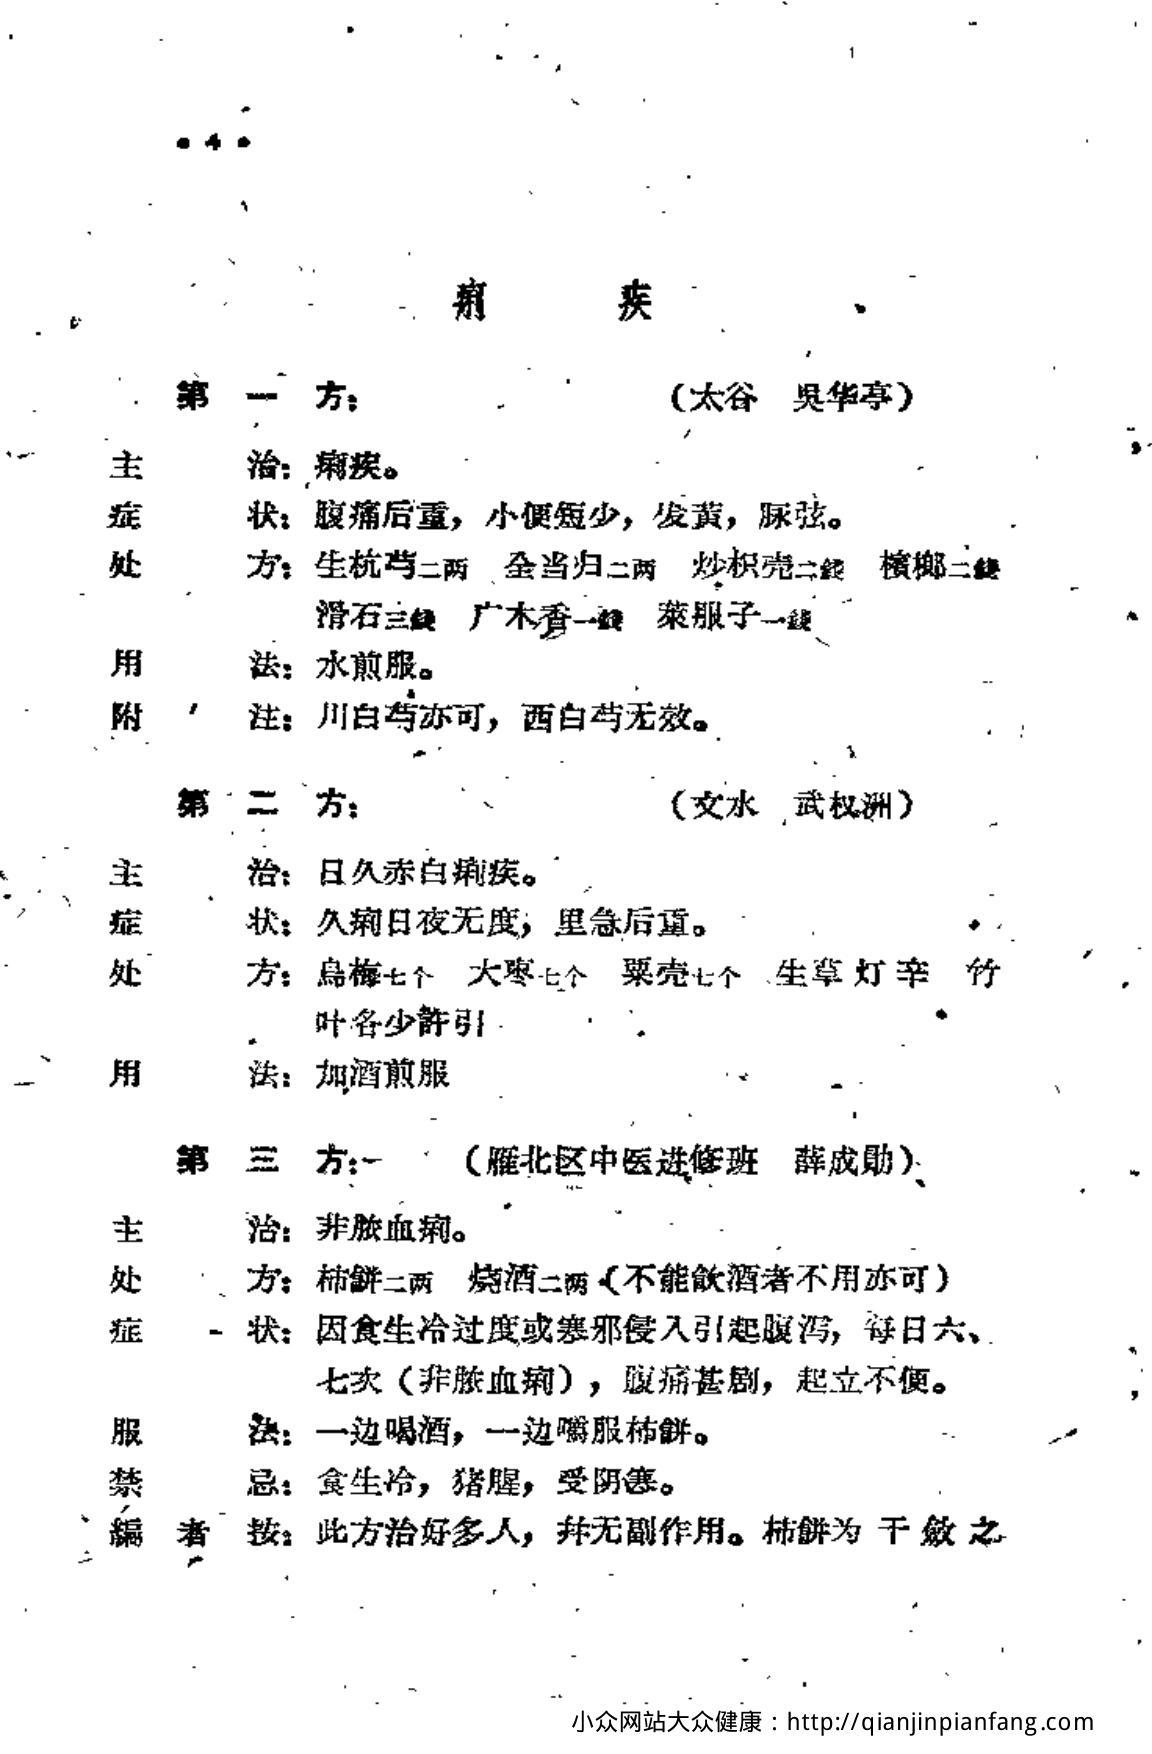 •4•
痢疾
第一方：（太谷 吳华亭）
主治：痢疾。
症状：腹痛后重，小便短少，发黃，脉弦。
处方：生杭芍二两 全当归二两 炒枳壳二錢 檳榔二錢
滑石三錢 广木香一錢 萊服子一錢
用法：水煎服。
附注：川白芍亦可，西白芍无效。
第二方：（文水 武权洲）
主治：日久赤白痢疾。
症状：久痢日夜无度，里急后重。
处方：烏梅七个 大枣七个 粟壳七个 生草 灯辛 竹
叶各少許引
用法：加酒煎服
第三方：（雁北区中医进修班 薛成勋）
主治：非脓血痢。
处方：柿餅二两 烧酒二两（不能飲酒者不用亦可）
症状：因食生冷过度或寒邪侵入引起腹泻，每日六、
七次（非脓血痢），腹痛甚剧，起立不便。
服法：一边喝酒，一边嚼服柿餅。
禁忌：食生冷，猪腥，受阴寒。
編者按：此方治好多人，幷无副作用。柿餅为干斂之
小众网站大众健康：http://qianjinpianfang.com